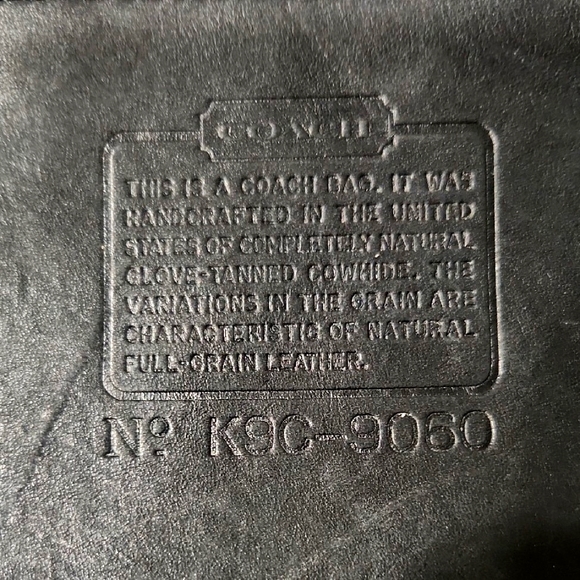 COACH
THIS IS A COACH BAG. IT WAS
HANDCRAFTED IN THE UNITED
STATES OF COMPLETELY NATURAL
GLOVE-TANNED COWHIDE. THE
VARIATIONS IN THE GRAIN ARE
CHARACTERISTIC OF NATURAL
FULL-GRAIN LEATHER.
Nº K9C-9060